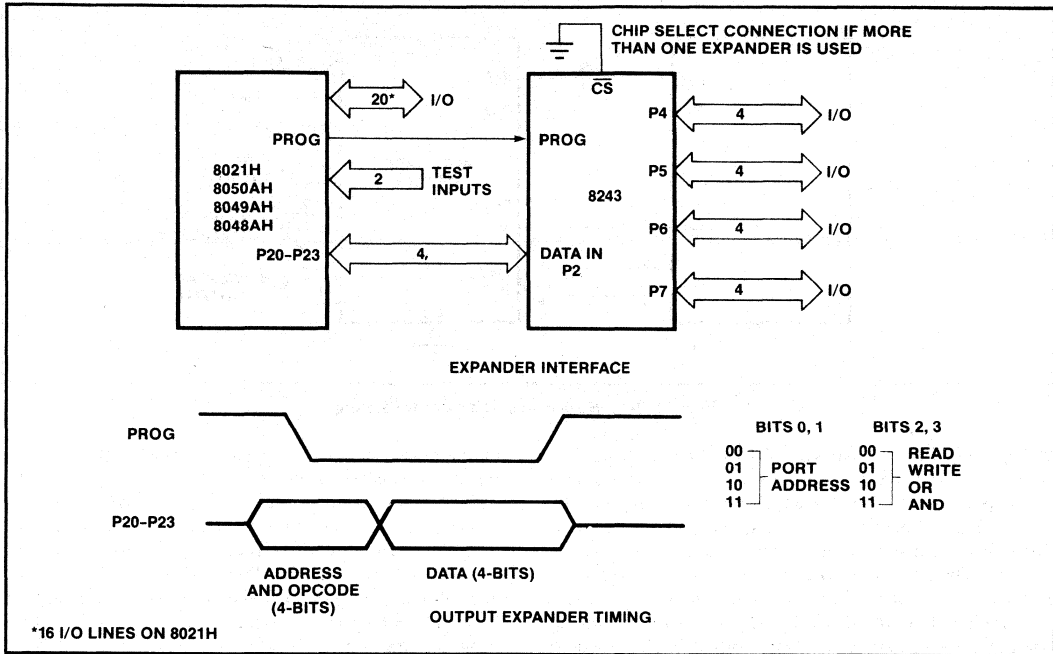 CHIP SELECT CONNECTION IF MORE
THAN ONE EXPANDER IS USED
CS
20*
I/O
PROG
PROG
8021H
8050AH
8049AH
8048AH
2
TEST
INPUTS
P20–P23
4,
DATA IN
P2
8243
P4
4
I/O
P5
4
I/O
P6
4
I/O
P7
4
I/O
EXPANDER INTERFACE
PROG
P20–P23
ADDRESS
AND OPCODE
(4-BITS)
DATA (4-BITS)
BITS 0, 1
00
01
10
11
PORT
ADDRESS
BITS 2, 3
00 READ
01 WRITE
10 OR
11 AND
OUTPUT EXPANDER TIMING
*16 I/O LINES ON 8021H